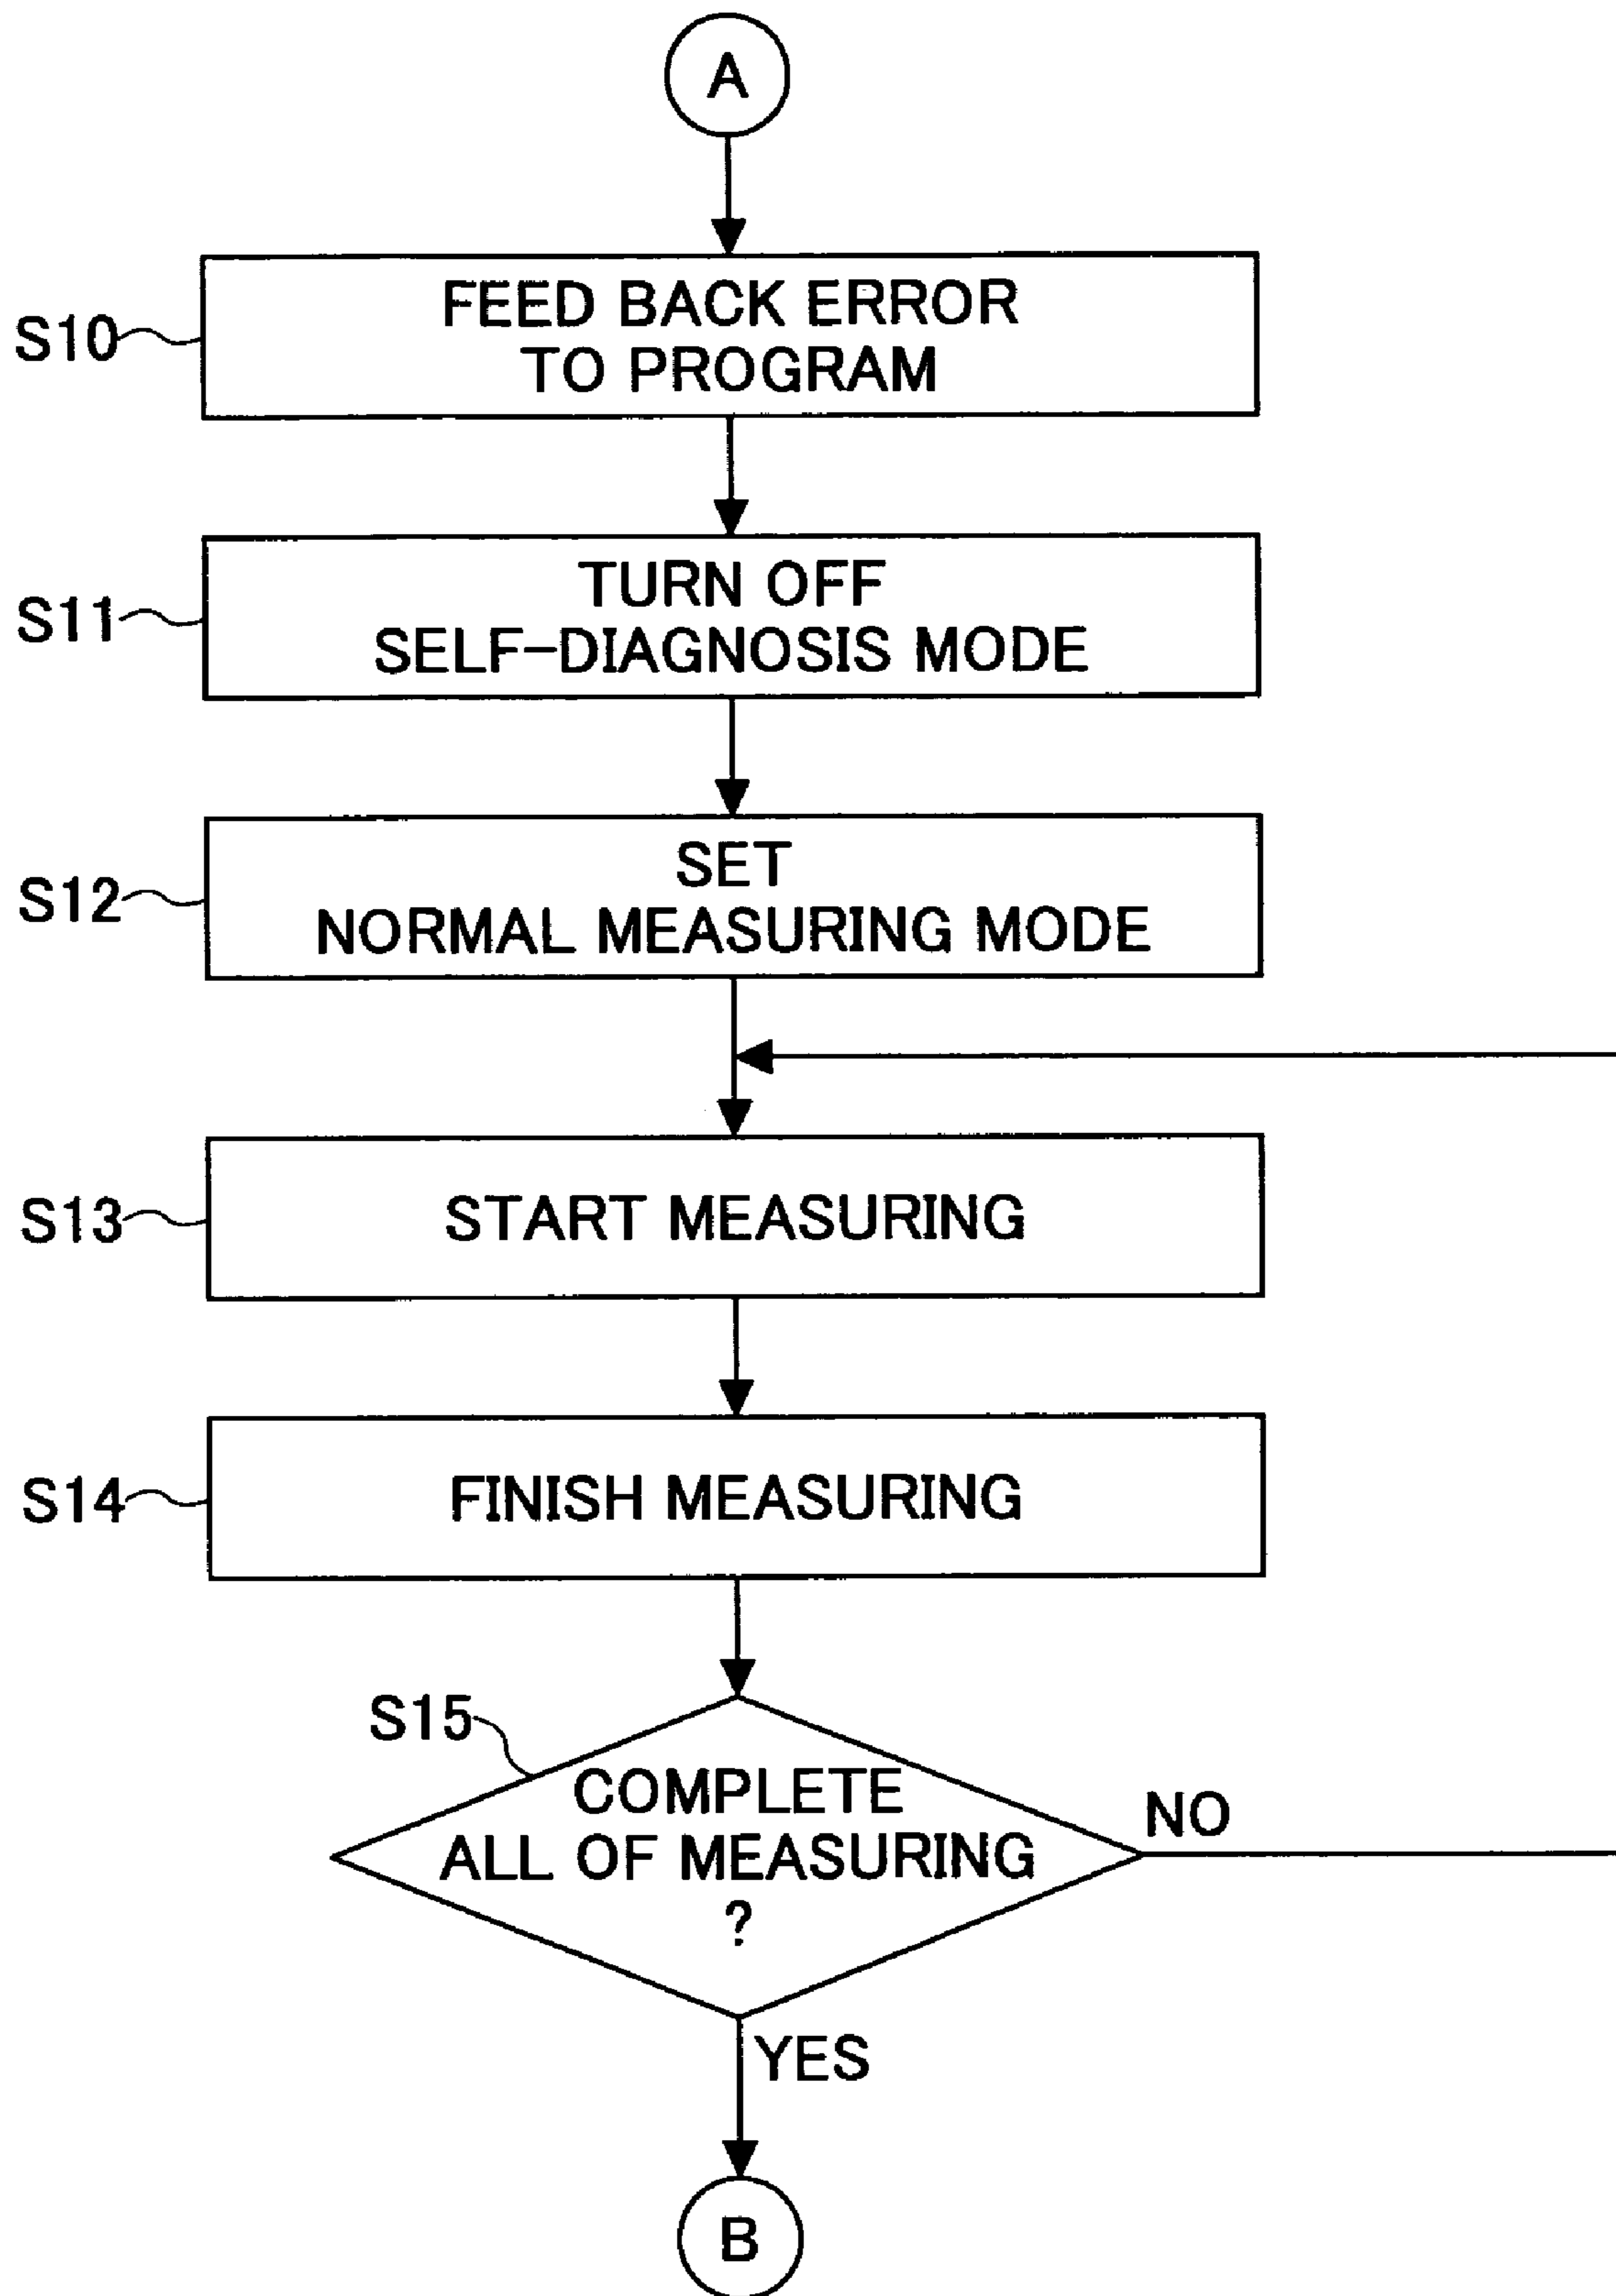 A
S10
FEED BACK ERROR
TO PROGRAM
S11
TURN OFF
SELF-DIAGNOSIS MODE
S12
SET
NORMAL MEASURING MODE
S13
START MEASURING
S14
FINISH MEASURING
S15
COMPLETE
ALL OF MEASURING
?
NO
YES
B